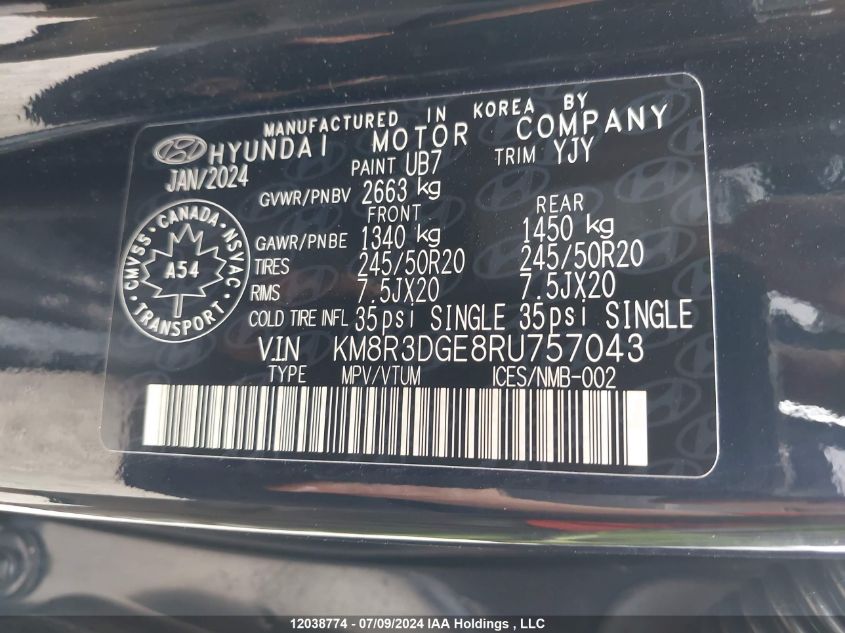 MANUFACTURED IN KOREA BY
HYUNDAI MOTOR COMPANY
JAN/2024 PAINT UB7 TRIM YJY
GVWR/PNBV 2663 kg
FRONT REAR
GAWR/PNBE 1340 kg 1450 kg
TIRES 245/50R20 245/50R20
RIMS 7.5JX20 7.5JX20
COLD TIRE INFL 35psi SINGLE 35psi SINGLE
CANADA
CMVSS NSVAC
A54
TRANSPORT
VIN KM8R3DGE8RU757043
TYPE MPV/VTUM ICES/NMB-002
12038774 - 07/09/2024 IAA Holdings , LLC